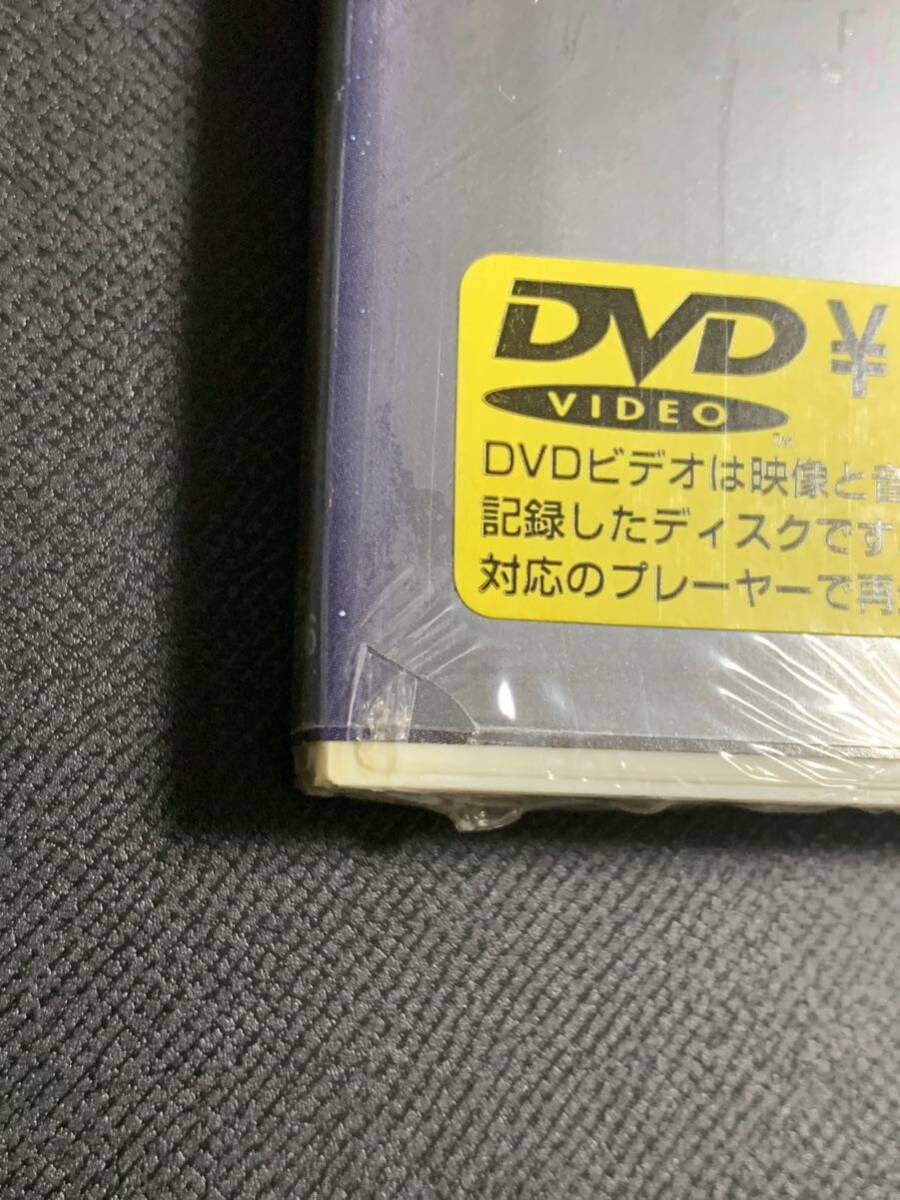 DVD ¥
VIDEO
TM
DVDビデオは映像と音
記録したディスクです
対応のプレーヤーで再